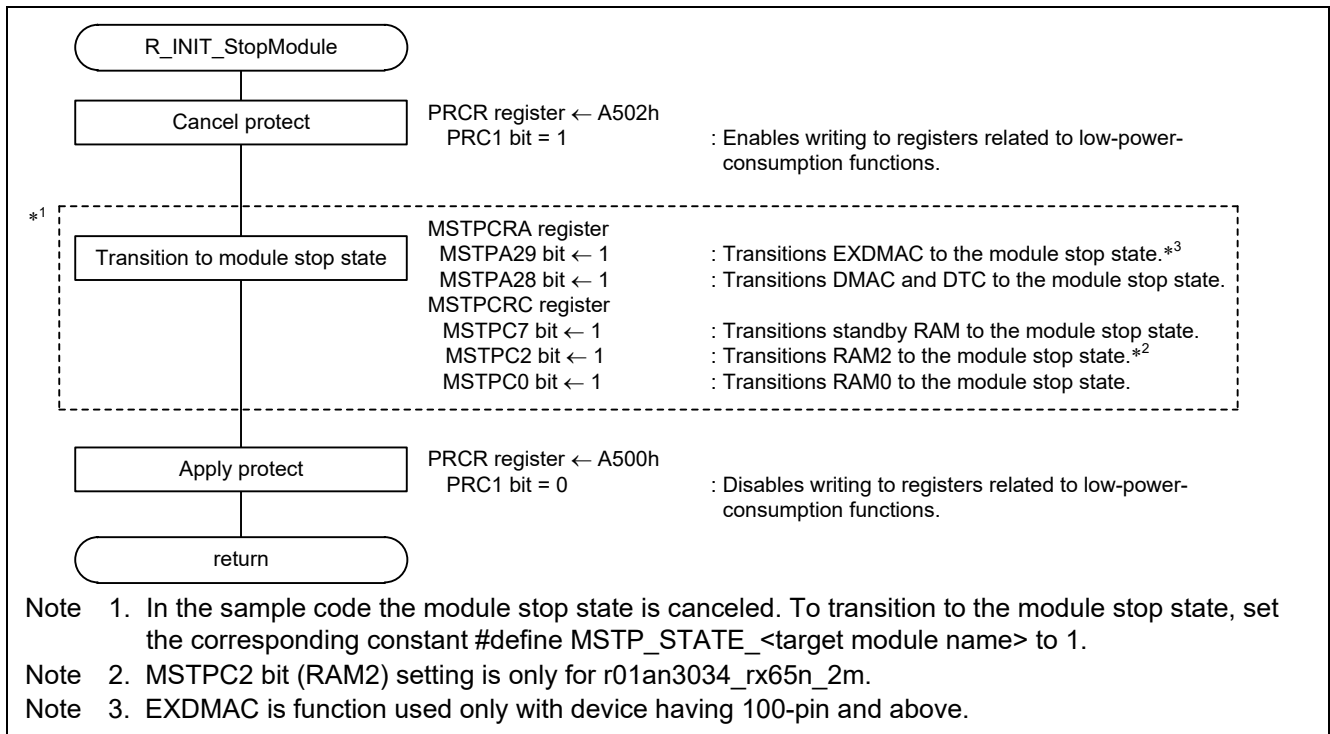 R_INIT_StopModule
Cancel protect
PRCR register ← A502h
PRC1 bit = 1 : Enables writing to registers related to low-power-
consumption functions.
*1
Transition to module stop state
MSTPCRA register
MSTPA29 bit ← 1 : Transitions EXDMAC to the module stop state.*3
MSTPA28 bit ← 1 : Transitions DMAC and DTC to the module stop state.
MSTPCRC register
MSTPC7 bit ← 1 : Transitions standby RAM to the module stop state.
MSTPC2 bit ← 1 : Transitions RAM2 to the module stop state.*2
MSTPC0 bit ← 1 : Transitions RAM0 to the module stop state.
Apply protect
PRCR register ← A500h
PRC1 bit = 0 : Disables writing to registers related to low-power-
consumption functions.
return
Note 1. In the sample code the module stop state is canceled. To transition to the module stop state, set
the corresponding constant #define MSTP_STATE_<target module name> to 1.
Note 2. MSTPC2 bit (RAM2) setting is only for r01an3034_rx65n_2m.
Note 3. EXDMAC is function used only with device having 100-pin and above.